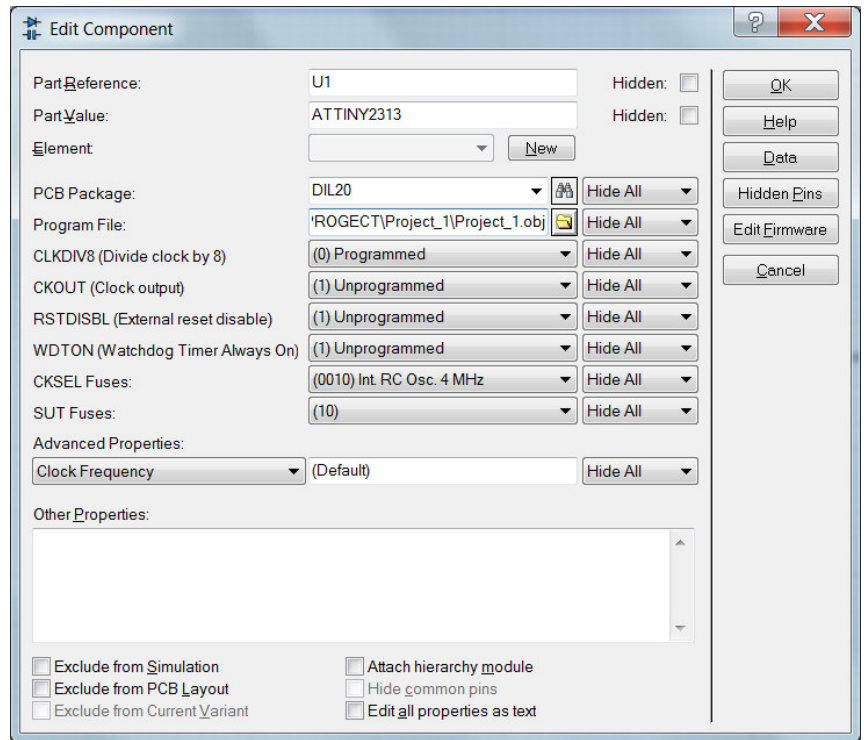 Edit Component
Part Reference: U1 Hidden:
Part Value: ATTINY2313 Hidden:
Element: New
PCB Package: DIL20 Hide All
Program File: 'ROGECT\Project_1\Project_1.obj Hide All
CLKDIV8 (Divide clock by 8) (0) Programmed Hide All
CKOUT (Clock output) (1) Unprogrammed Hide All
RSTDISBL (External reset disable) (1) Unprogrammed Hide All
WDTON (Watchdog Timer Always On) (1) Unprogrammed Hide All
CKSEL Fuses: (0010) Int. RC Osc. 4 MHz Hide All
SUT Fuses: (10) Hide All
Advanced Properties:
Clock Frequency (Default) Hide All
Other Properties:
Exclude from Simulation Attach hierarchy module
Exclude from PCB Layout Hide common pins
Exclude from Current Variant Edit all properties as text
OK
Help
Data
Hidden Pins
Edit Firmware
Cancel